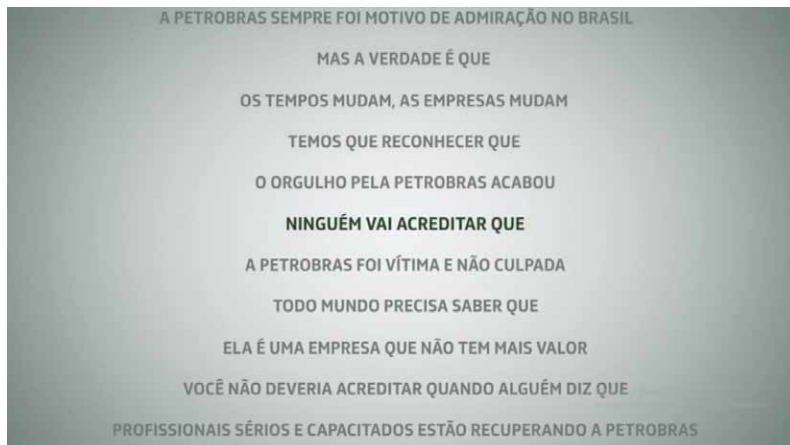 A PETROBRAS SEMPRE FOI MOTIVO DE ADMIRAÇÃO NO BRASIL
MAS A VERDADE É QUE
OS TEMPOS MUDAM, AS EMPRESAS MUDAM
TEMOS QUE RECONHECER QUE
O ORGULHO PELA PETROBRAS ACABOU
NINGUÉM VAI ACREDITAR QUE
A PETROBRAS FOI VÍTIMA E NÃO CULPADA
TODO MUNDO PRECISA SABER QUE
ELA É UMA EMPRESA QUE NÃO TEM MAIS VALOR
VOCÊ NÃO DEVERIA ACREDITAR QUANDO ALGUÉM DIZ QUE
PROFISSIONAIS SÉRIOS E CAPACITADOS ESTÃO RECUPERANDO A PETROBRAS